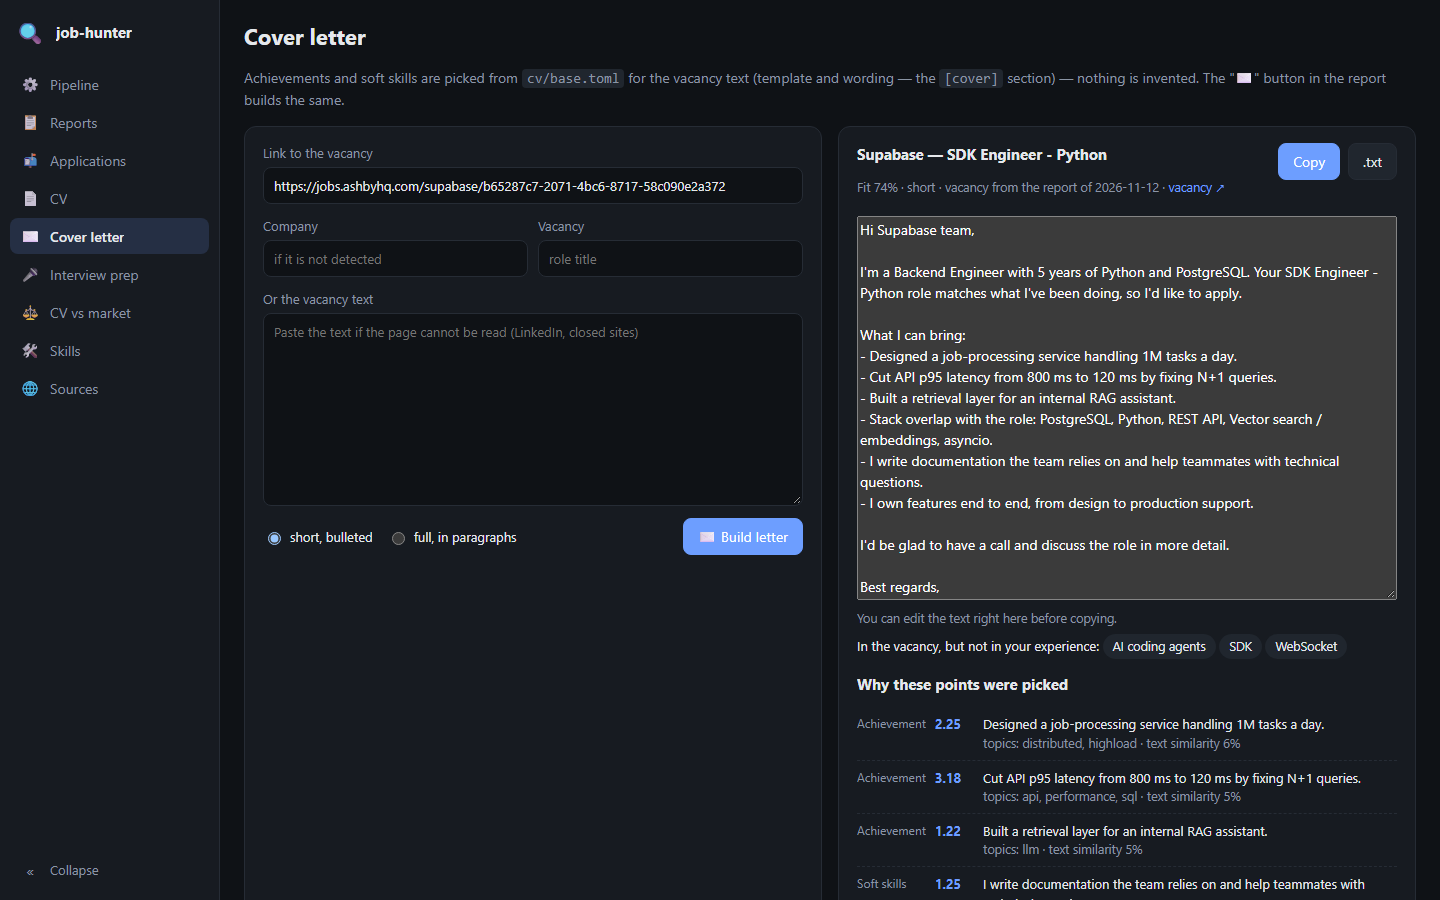 job-hunter
Pipeline
Reports
Applications
CV
Cover letter
Interview prep
CV vs market
Skills
Sources
« Collapse
Cover letter
Achievements and soft skills are picked from cv/base.toml for the vacancy text (template and wording — the [cover] section) — nothing is invented. The "✉" button in the report
builds the same.
Link to the vacancy
https://jobs.ashbyhq.com/supabase/b65287c7-2071-4bc6-8717-58c090e2a372
Company
Vacancy
if it is not detected
role title
Or the vacancy text
Paste the text if the page cannot be read (LinkedIn, closed sites)
short, bulleted
full, in paragraphs
Build letter
Supabase — SDK Engineer - Python
Copy
.txt
Fit 74% · short · vacancy from the report of 2026-11-12 · vacancy ↗
Hi Supabase team,
I'm a Backend Engineer with 5 years of Python and PostgreSQL. Your SDK Engineer -
Python role matches what I've been doing, so I'd like to apply.
What I can bring:
- Designed a job-processing service handling 1M tasks a day.
- Cut API p95 latency from 800 ms to 120 ms by fixing N+1 queries.
- Built a retrieval layer for an internal RAG assistant.
- Stack overlap with the role: PostgreSQL, Python, REST API, Vector search /
embeddings, asyncio.
- I write documentation the team relies on and help teammates with technical
questions.
- I own features end to end, from design to production support.
I'd be glad to have a call and discuss the role in more detail.
Best regards,
You can edit the text right here before copying.
In the vacancy, but not in your experience: AI coding agents SDK WebSocket
Why these points were picked
Achievement 2.25 Designed a job-processing service handling 1M tasks a day.
topics: distributed, highload · text similarity 6%
Achievement 3.18 Cut API p95 latency from 800 ms to 120 ms by fixing N+1 queries.
topics: api, performance, sql · text similarity 5%
Achievement 1.22 Built a retrieval layer for an internal RAG assistant.
topics: llm · text similarity 5%
Soft skills 1.25 I write documentation the team relies on and help teammates with